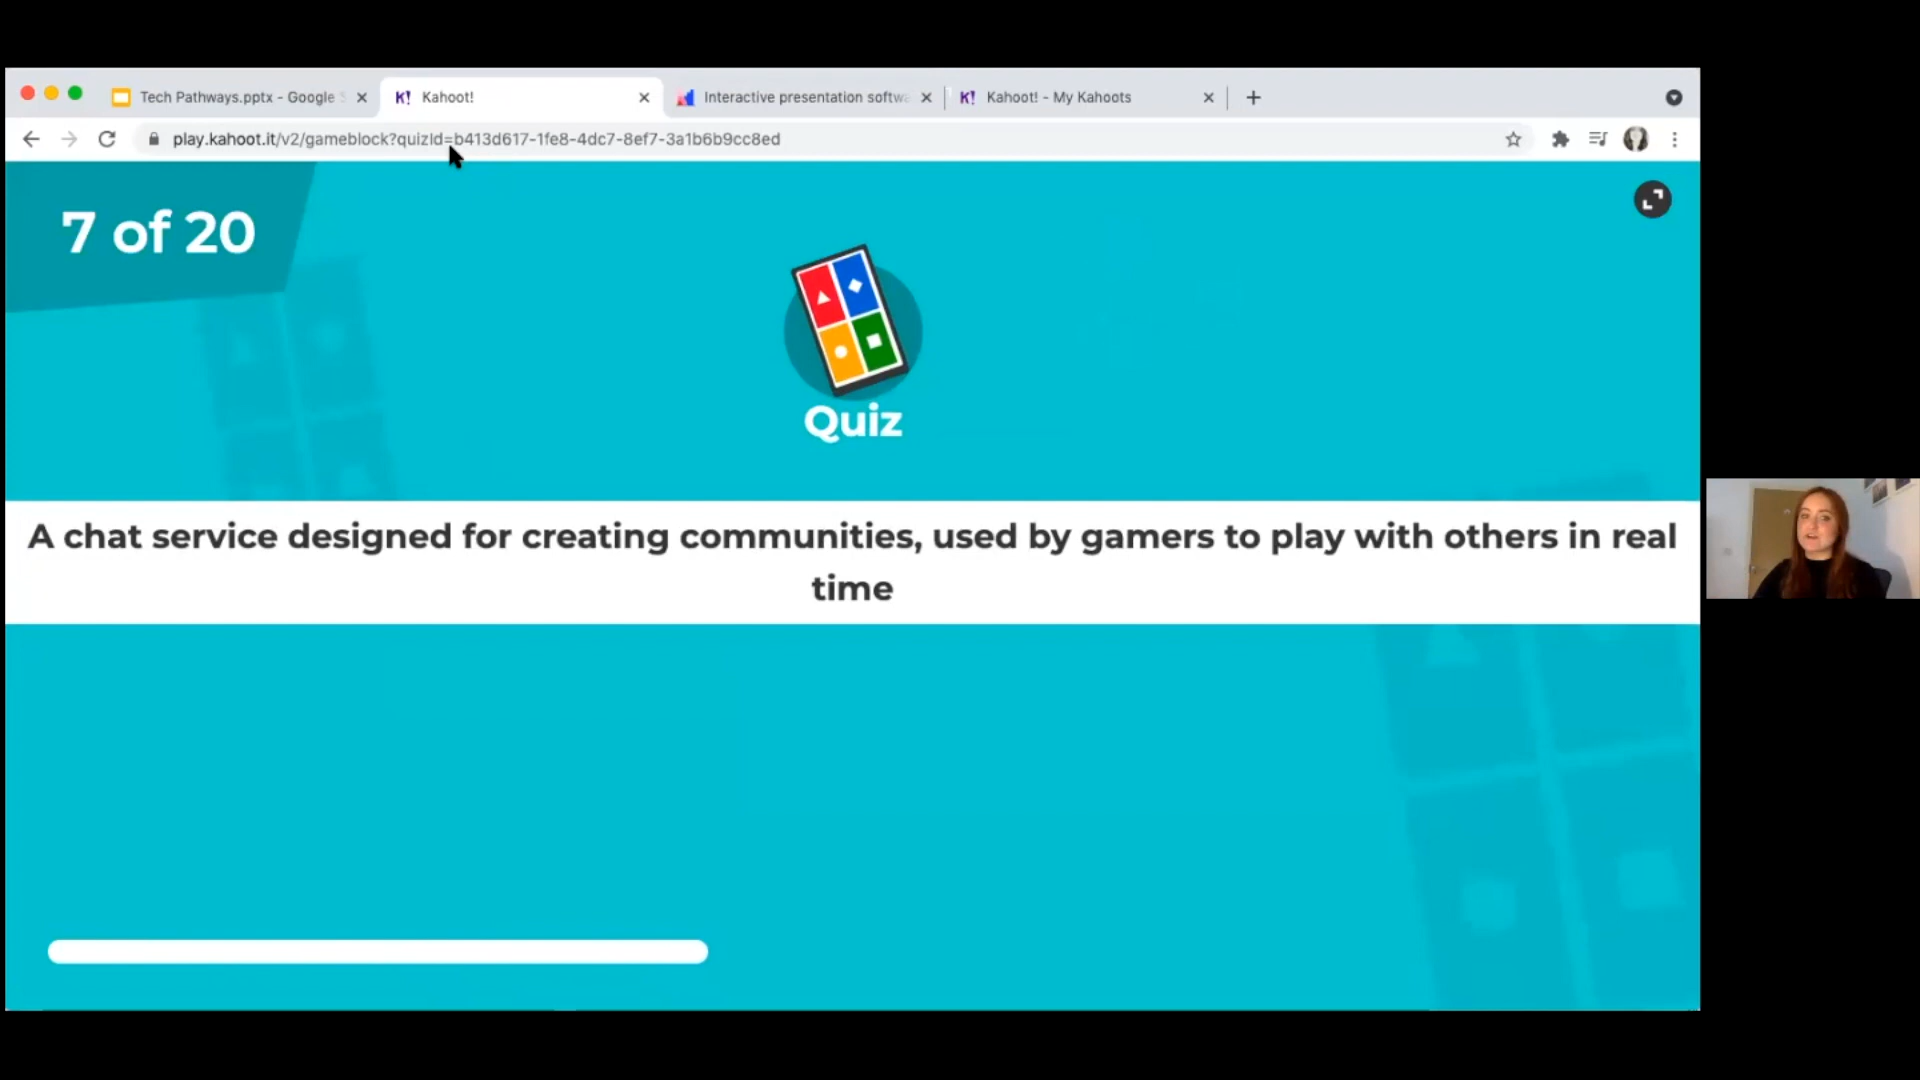 Tech Pathways.pptx - Google
K! Kahoot!
Interactive presentation softwa
K! Kahoot! - My Kahoots
play.kahoot.it/v2/gameblock?quizId=b413d617-1fe8-4dc7-8ef7-3a1b6b9cc8ed
7 of 20
Quiz
A chat service designed for creating communities, used by gamers to play with others in real
time